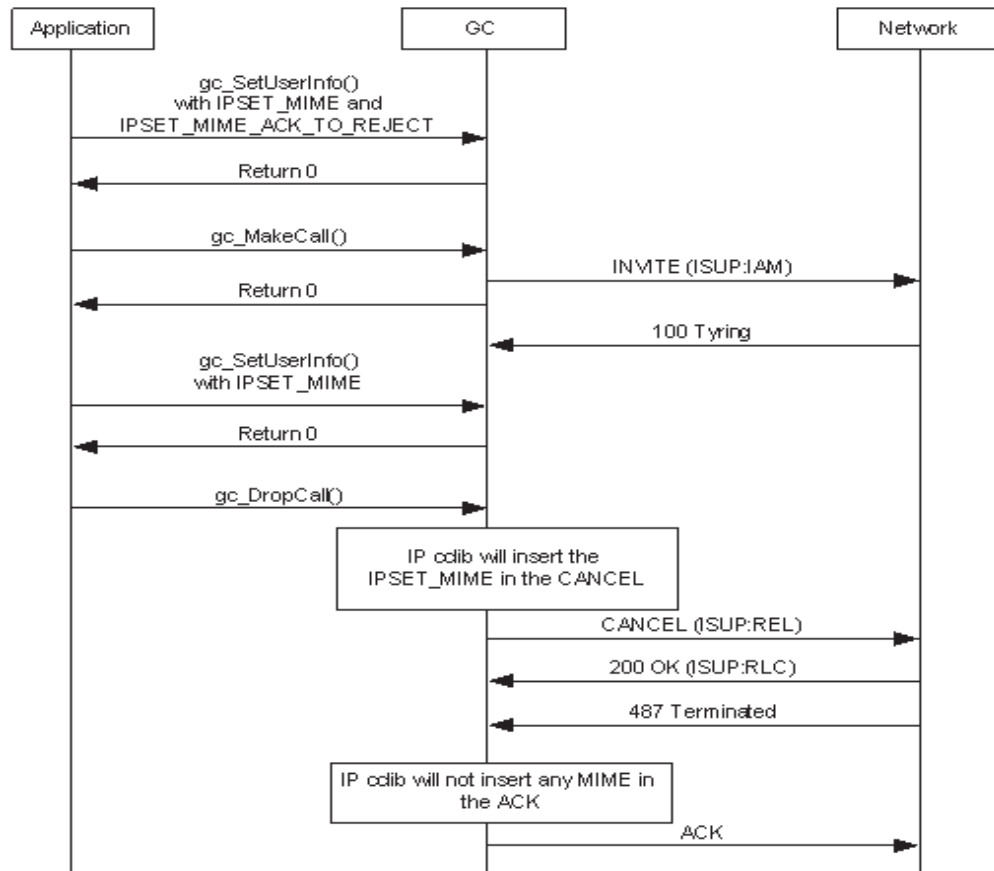 Application
GC
Network
gc_SetUserInfo()
with IPSET_MIME and
IPSET_MIME_ACK_TO_REJECT
Return 0
gc_MakeCall()
INVITE (ISUP:IAM)
Return 0
100 Tyring
gc_SetUserInfo()
with IPSET_MIME
Return 0
gc_DropCall()
IP cclib will insert the
IPSET_MIME in the CANCEL
CANCEL (ISUP:REL)
200 OK (ISUP:RLC)
487 Terminated
IP cclib will not insert any MIME in
the ACK
ACK